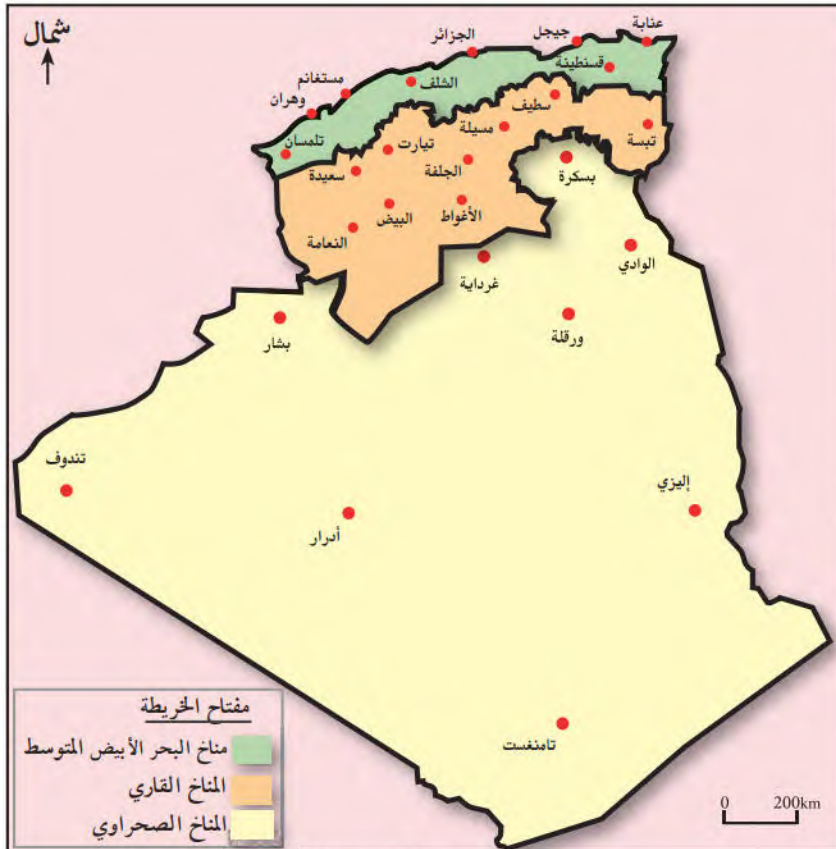 شمال
عنابة
جيجل
الجزائر
قسنطينة
الشلف
مستغانم
وهران
سطيف
مسيلة
تبسة
تلمسان
تيارت
الجلفة
سعيدة
بسكرة
الأغواط
البيض
النعامة
الوادي
غرداية
ورقلة
بشار
تندوف
إليزي
أدرار
تامنغست
مفتاح الخريطة
مناخ البحر الأبيض المتوسط
المناخ القاري
المناخ الصحراوي
0 200km